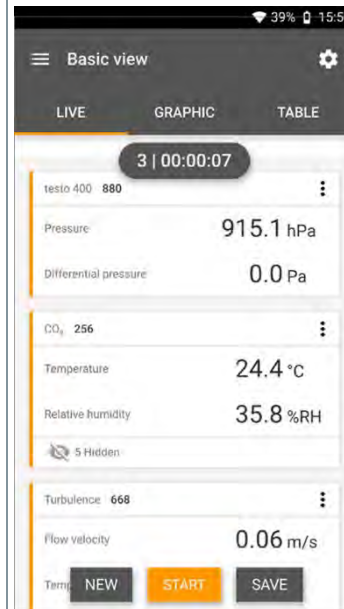 39% 15:5
Basic view
LIVE GRAPHIC TABLE
3 | 00:00:07
testo 400 880
Pressure 915.1 hPa
Differential pressure 0.0 Pa
CO₂ 256
Temperature 24.4 °C
Relative humidity 35.8 %RH
5 Hidden
Turbulence 668
Flow velocity 0.06 m/s
Temp
NEW START SAVE